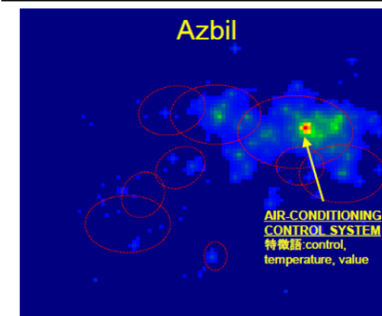 Azbil
AIR-CONDITIONING
CONTROL SYSTEM
特徴語:control,
temperature, value